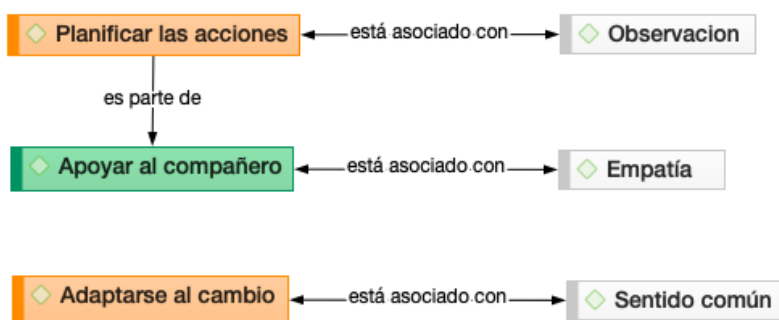 Planificar las acciones está asociado con Observacion
es parte de
Apoyar al compañero está asociado con Empatía
Adaptarse al cambio está asociado con Sentido común